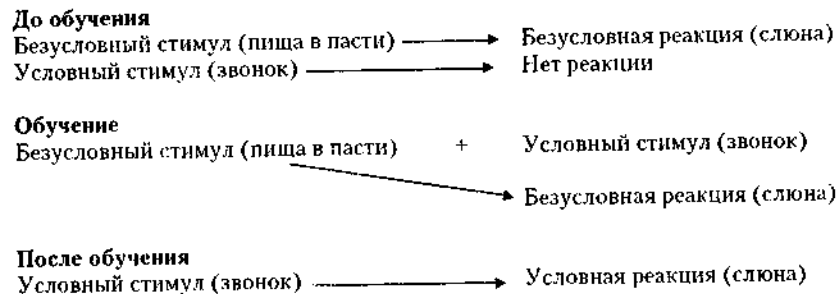 До обучения
Безусловный стимул (пища в пасти) Безусловная реакция (слюна)
Условный стимул (звонок) Нет реакции
Обучение
Безусловный стимул (пища в пасти) + Условный стимул (звонок)
Безусловная реакция (слюна)
После обучения
Условный стимул (звонок) Условная реакция (слюна)